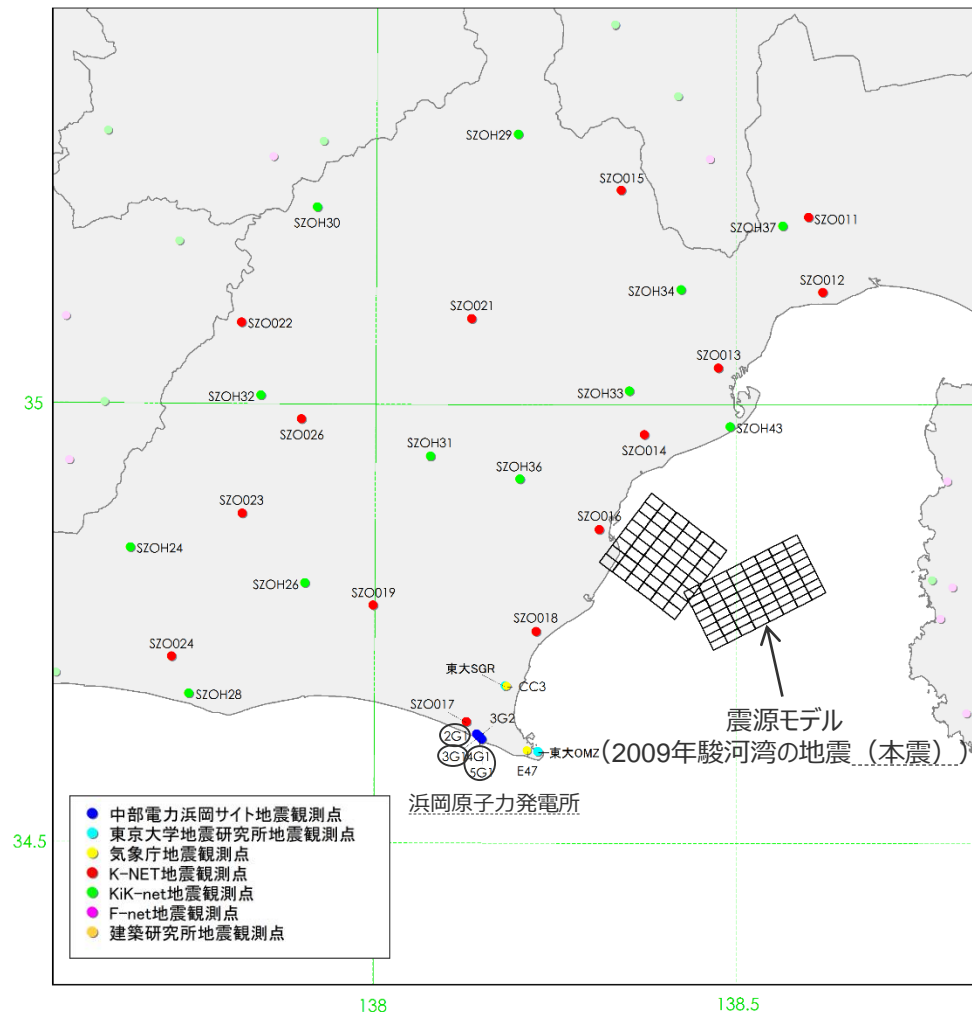 SZOH29
SZO015
SZOH30
SZO011
SZOH37
SZOH34
SZO012
SZO021
SZO022
SZO013
SZOH32
SZOH33
35
SZO026
SZOH43
SZO014
SZOH31
SZOH36
SZO023
SZO016
SZOH24
SZOH26
SZO019
SZO018
SZO024
東大SGR
CC3
SZOH28
SZO017
3G2
震源モデル
2G1
(2009年駿河湾の地震(本震))
3G1
4G1
東大OMZ
5G1
E47
浜岡原子力発電所
中部電力浜岡サイト地震観測点
東京大学地震研究所地震観測点
34.5
気象庁地震観測点
K-NET地震観測点
KiK-net地震観測点
F-net地震観測点
建築研究所地震観測点
138
138.5